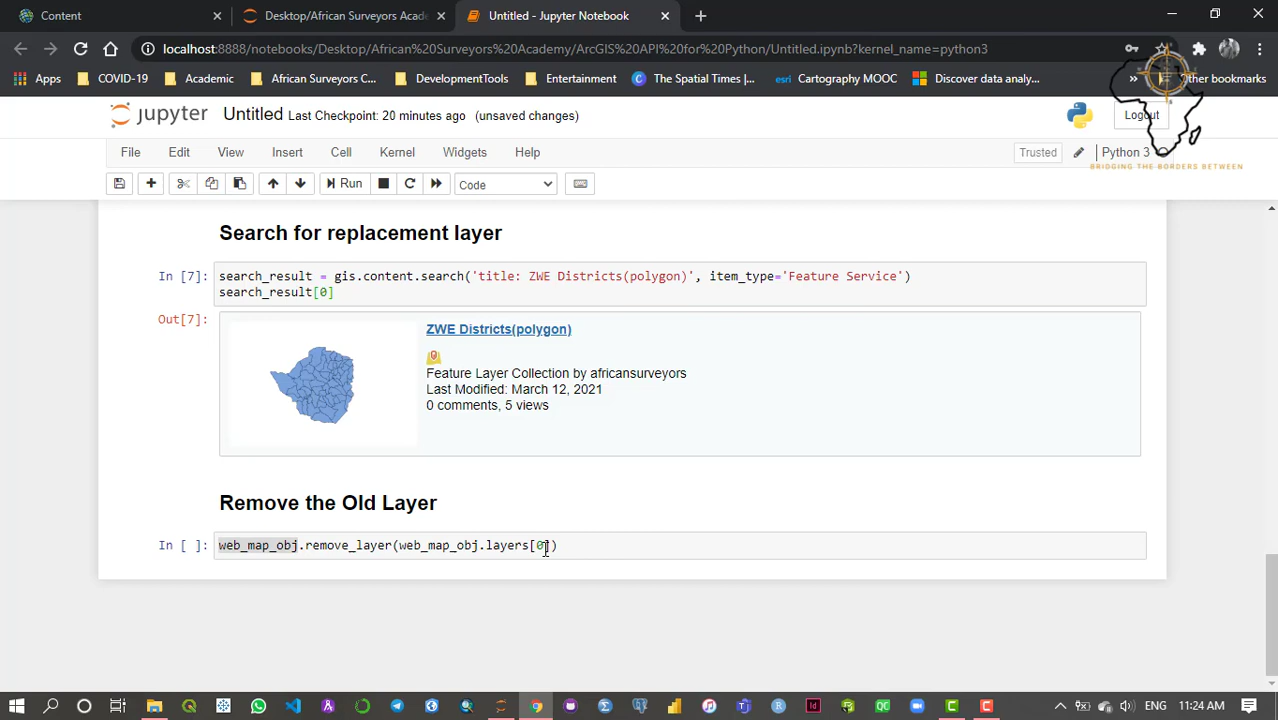 Content
Desktop/African Surveyors Acade
Untitled - Jupyter Notebook
localhost:8888/notebooks/Desktop/African%20Surveyors%20Academy/ArcGIS%20API%20for%20Python/Untitled.ipynb?kernel_name=python3
Apps COVID-19 Academic African Surveyors C... DevelopmentTools Entertainment The Spatial Times |... esri Cartography MOOC Discover data analy... » Other bookmarks
jupyter Untitled Last Checkpoint: 20 minutes ago (unsaved changes) Logout
BRIDGING THE BORDERS BETWEEN
File Edit View Insert Cell Kernel Widgets Help Trusted Python 3
Run Code
Search for replacement layer
In [7]: search_result = gis.content.search('title: ZWE Districts(polygon)', item_type='Feature Service')
search_result[0]
Out[7]: ZWE Districts(polygon)
Feature Layer Collection by africansurveyors
Last Modified: March 12, 2021
0 comments, 5 views
Remove the Old Layer
In [ ]: web_map_obj.remove_layer(web_map_obj.layers[0])
ENG 11:24 AM